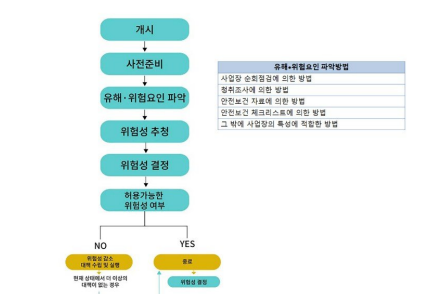 개시
사전준비
유해·위험요인 파악
위험성 추정
위험성 결정
허용가능한
위험성 여부
NO
YES
위험성 감소
대책 수립 및 실행
종료
현재 상태에서 더 이상의
대책이 없는 경우
위험성 결정
유해•위험요인 파악방법
사업장 순회점검에 의한 방법
청취조사에 의한 방법
안전보건 자료에 의한 방법
안전보건 체크리스트에 의한 방법
그 밖에 사업장의 특성에 적합한 방법